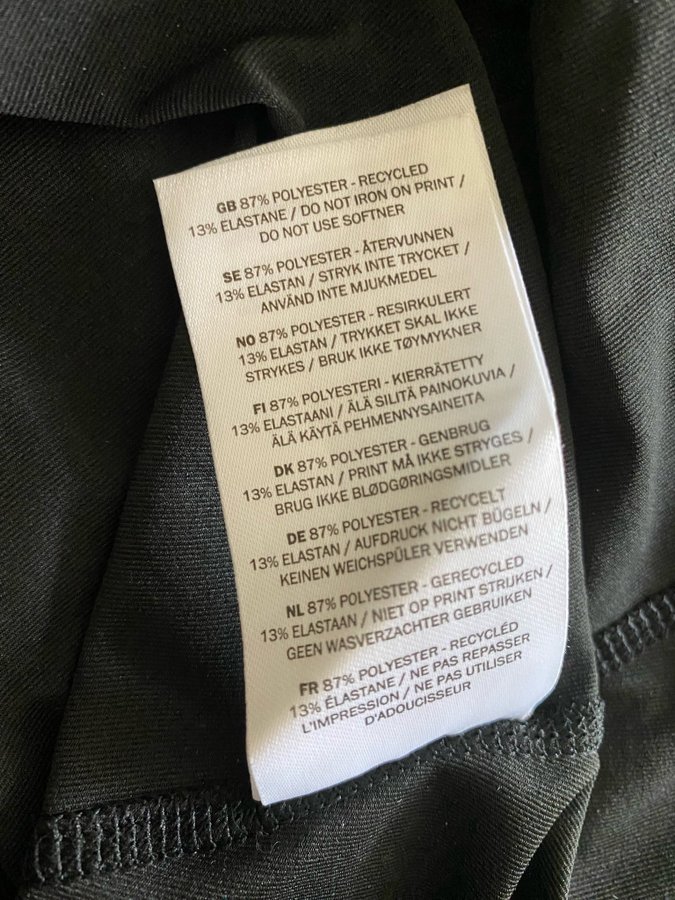 GB 87% POLYESTER - RECYCLED
13% ELASTANE / DO NOT IRON ON PRINT /
DO NOT USE SOFTNER
SE 87% POLYESTER - ÅTERVUNNEN
13% ELASTAN / STRYK INTE TRYCKET /
ANVÄND INTE MJUKMEDEL
NO 87% POLYESTER - RESIRKULERT
13% ELASTAN / TRYKKET SKAL IKKE
STRYKES / BRUK IKKE TØYMYKNER
FI 87% POLYESTERI - KIERRÄTETTY
13% ELASTAANI / ÄLÄ SILITÄ PAINOKUVIA /
ÄLÄ KÄYTÄ PEHMENNYSAINEITA
DK 87% POLYESTER - GENBRUG
13% ELASTAN / PRINT MÅ IKKE STRYGES /
BRUG IKKE BLØDGØRINGSMIDLER
DE 87% POLYESTER - RECYCELT
13% ELASTAN / AUFDRUCK NICHT BÜGELN /
KEINEN WEICHSPÜLER VERWENDEN
NL 87% POLYESTER - GERECYCLED
13% ELASTAAN / NIET OP PRINT STRIJKEN /
GEEN WASVERZACHTER GEBRUIKEN
FR 87% POLYESTER - RECYCLÉD
13% ÉLASTANE / NE PAS REPASSER
L'IMPRESSION / NE PAS UTILISER
D'ADOUCISSEUR